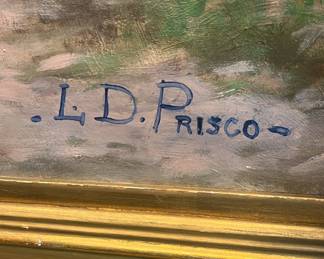 . L. D. PRISCO -